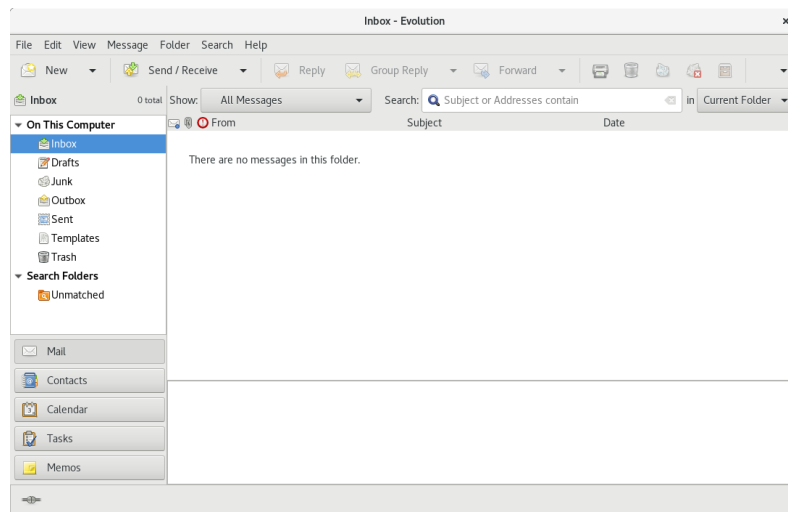 Inbox - Evolution
File Edit View Message Folder Search Help
New Send / Receive Reply Group Reply Forward
Inbox 0 total Show: All Messages Search: Subject or Addresses contain in Current Folder
On This Computer From Subject Date
Inbox
There are no messages in this folder.
Drafts
Junk
Outbox
Sent
Templates
Trash
Search Folders
Unmatched
Mail
Contacts
Calendar
Tasks
Memos